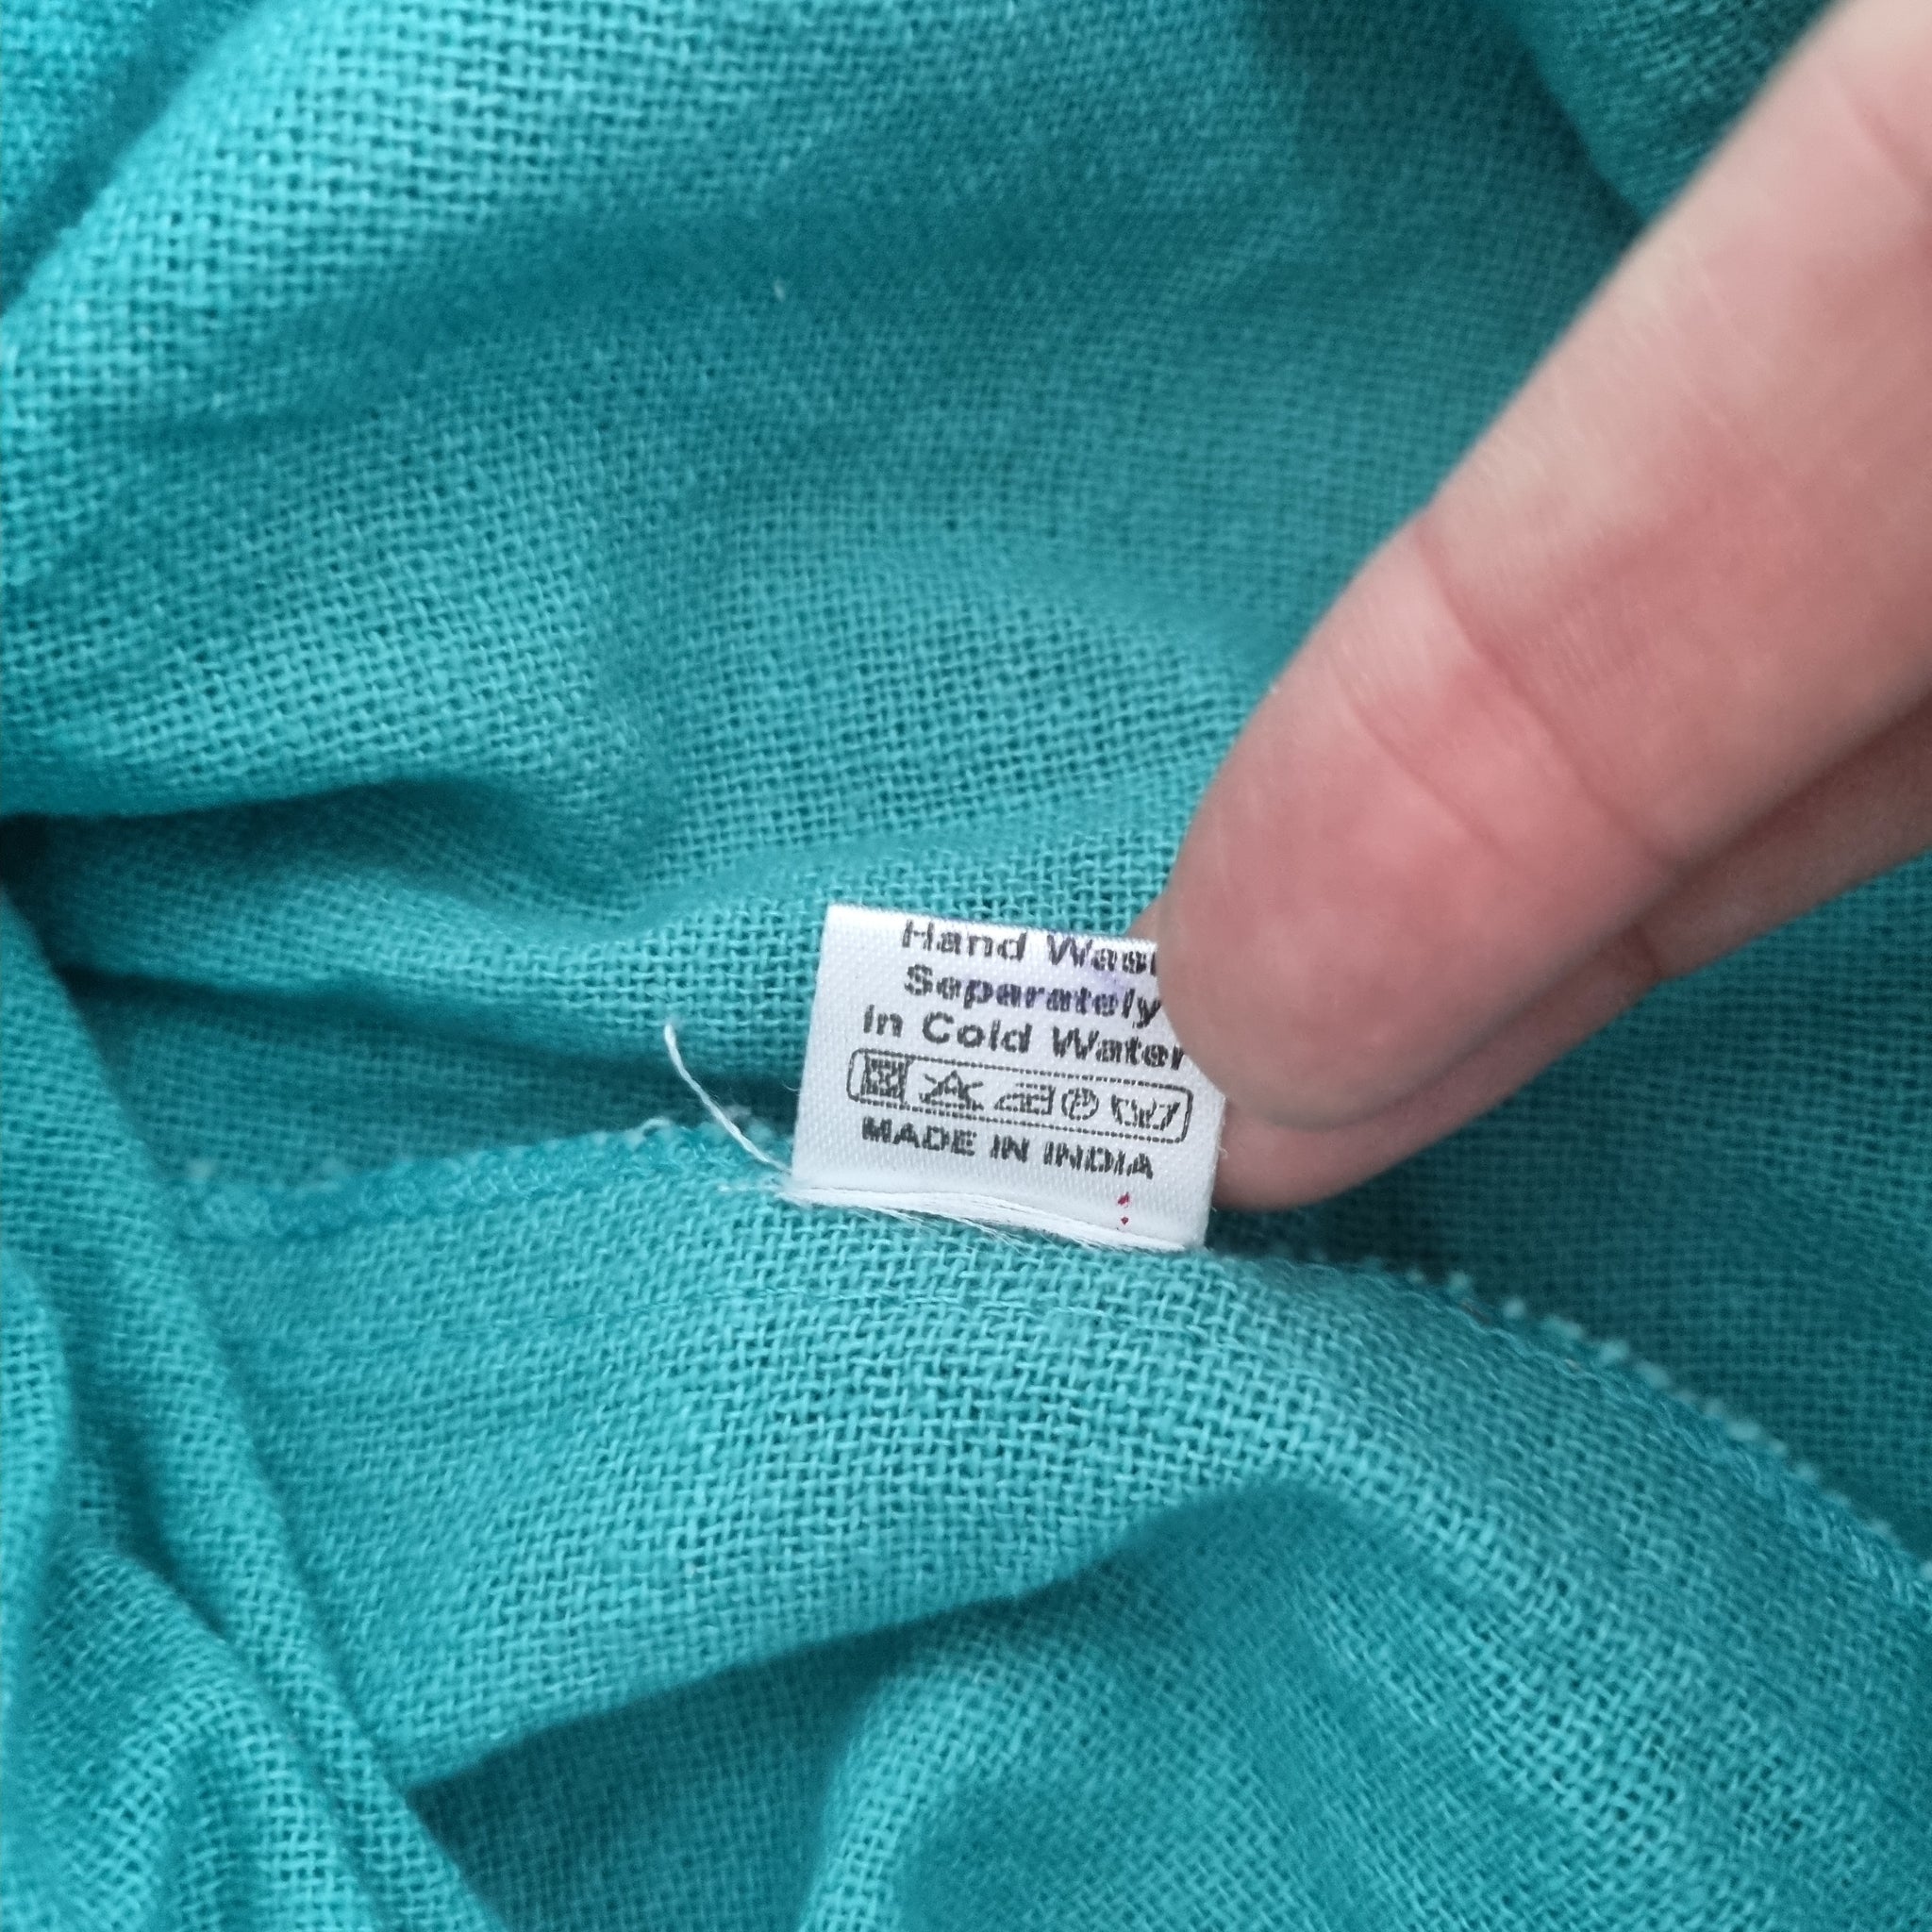 Hand Was
Separately
in Cold Water
MADE IN INDIA